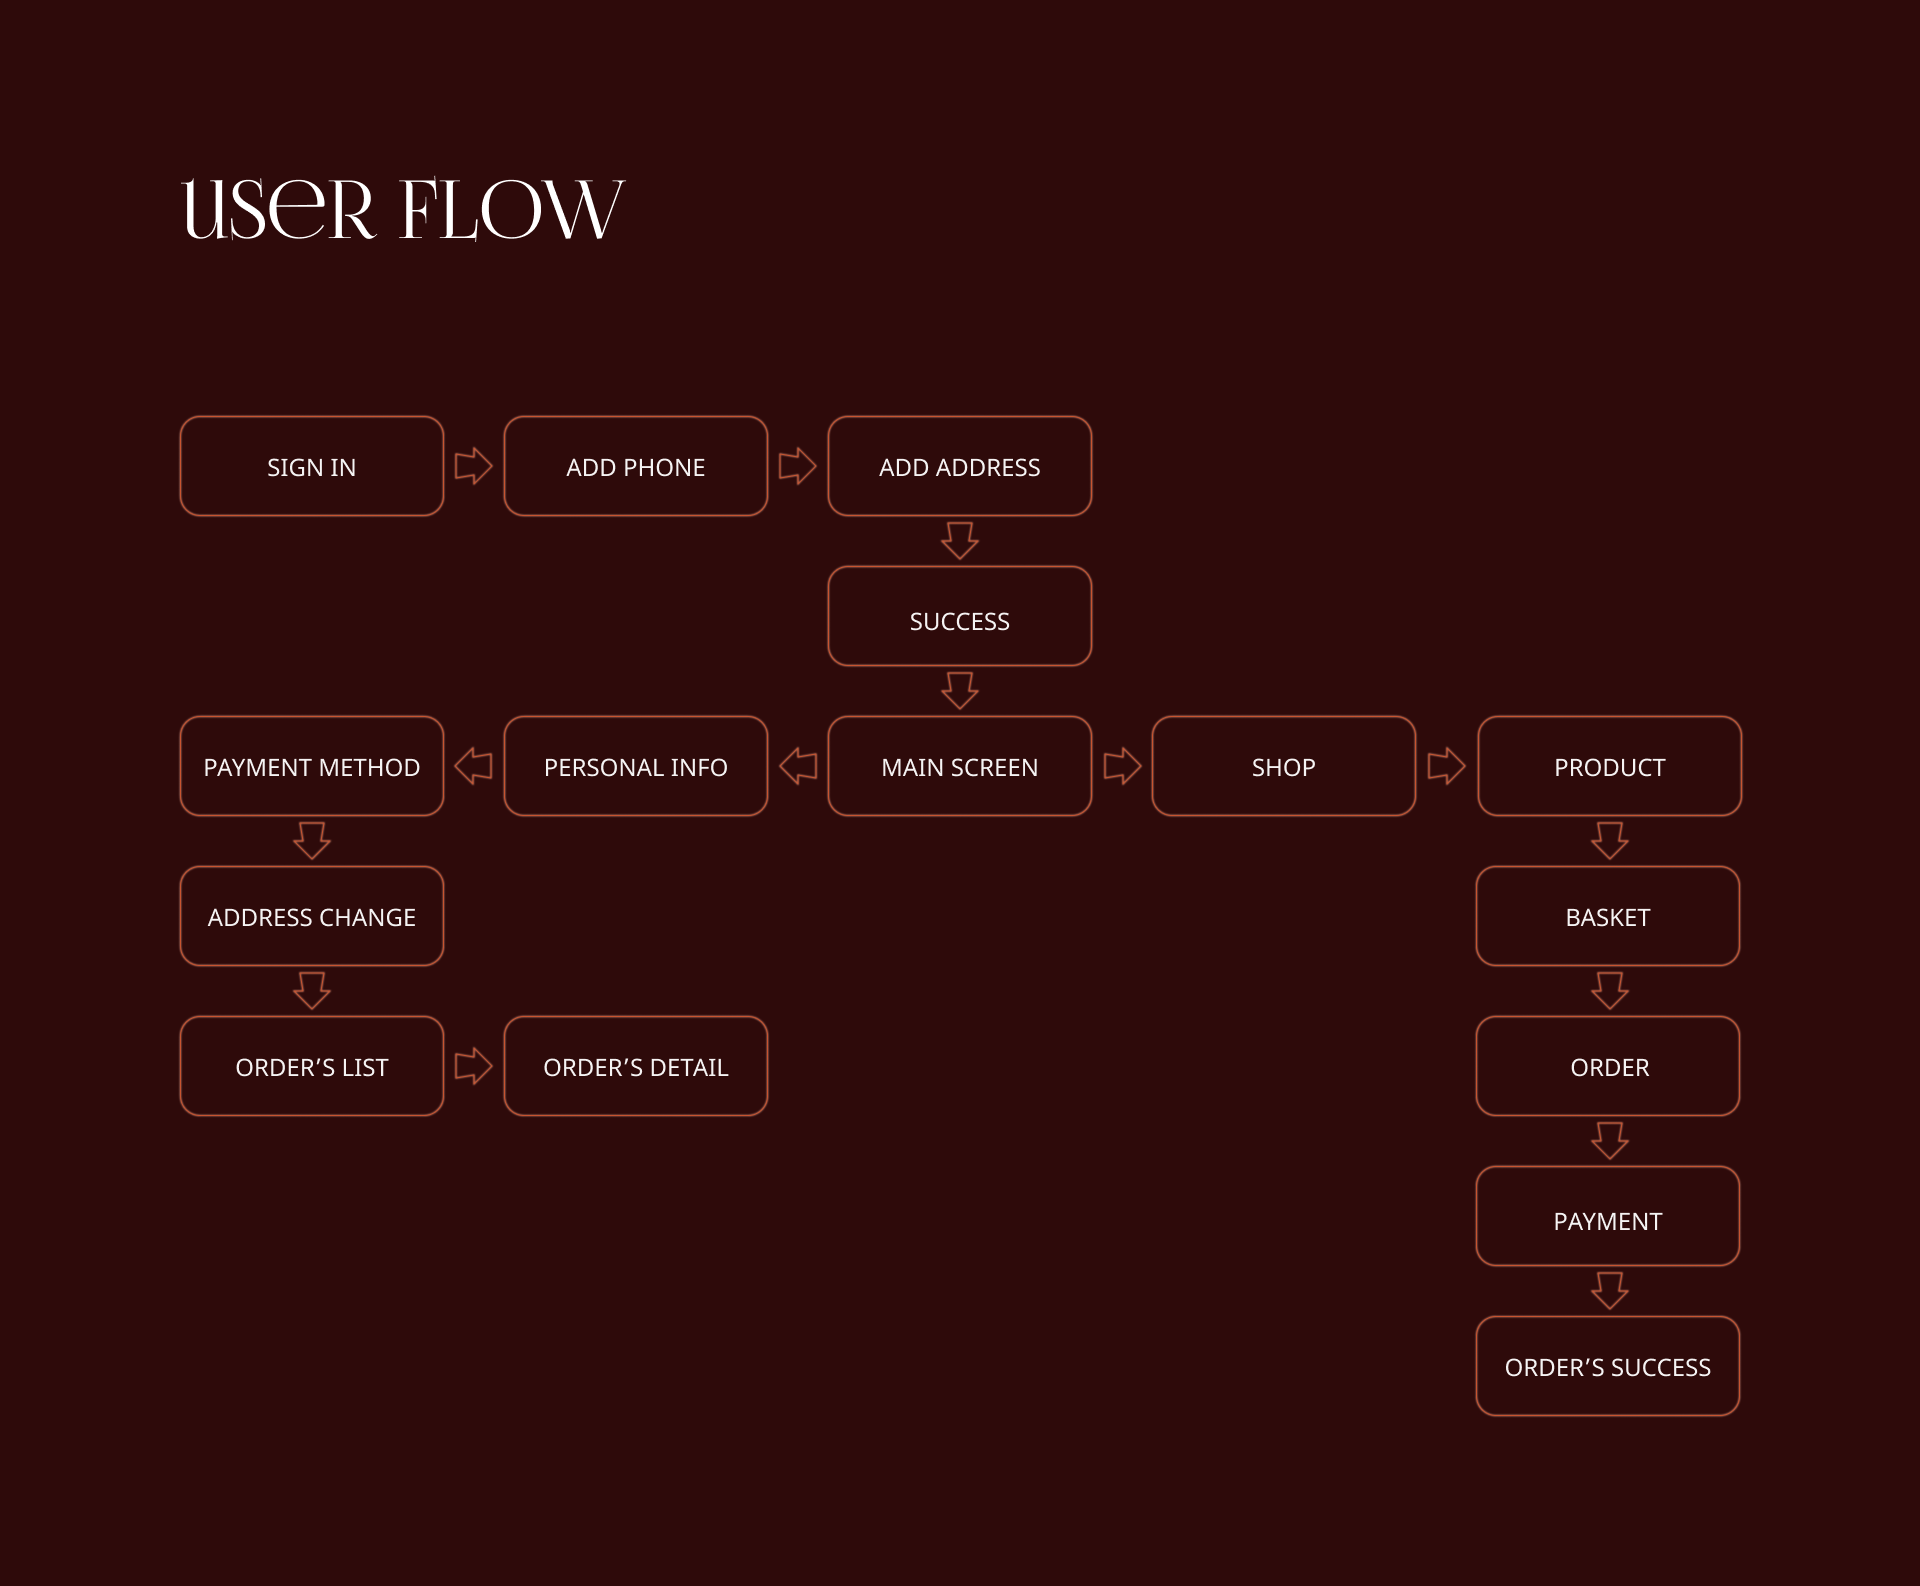 USER FLOW
SIGN IN
ADD PHONE
ADD ADDRESS
SUCCESS
PAYMENT METHOD
PERSONAL INFO
MAIN SCREEN
SHOP
PRODUCT
ADDRESS CHANGE
BASKET
ORDER’S LIST
ORDER’S DETAIL
ORDER
PAYMENT
ORDER’S SUCCESS